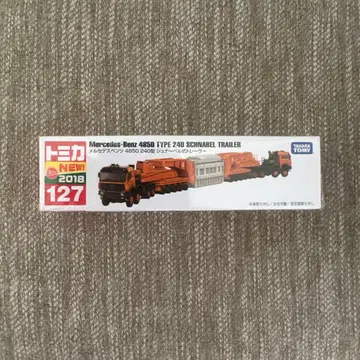 トミカ
NEW!
2018
127
Mercedes-Benz 4850 TYPE 240 SCHNABEL TRAILER
メルセデスベンツ 4850 240型 シュナーベル式トレーラー
TAKARA
TOMY